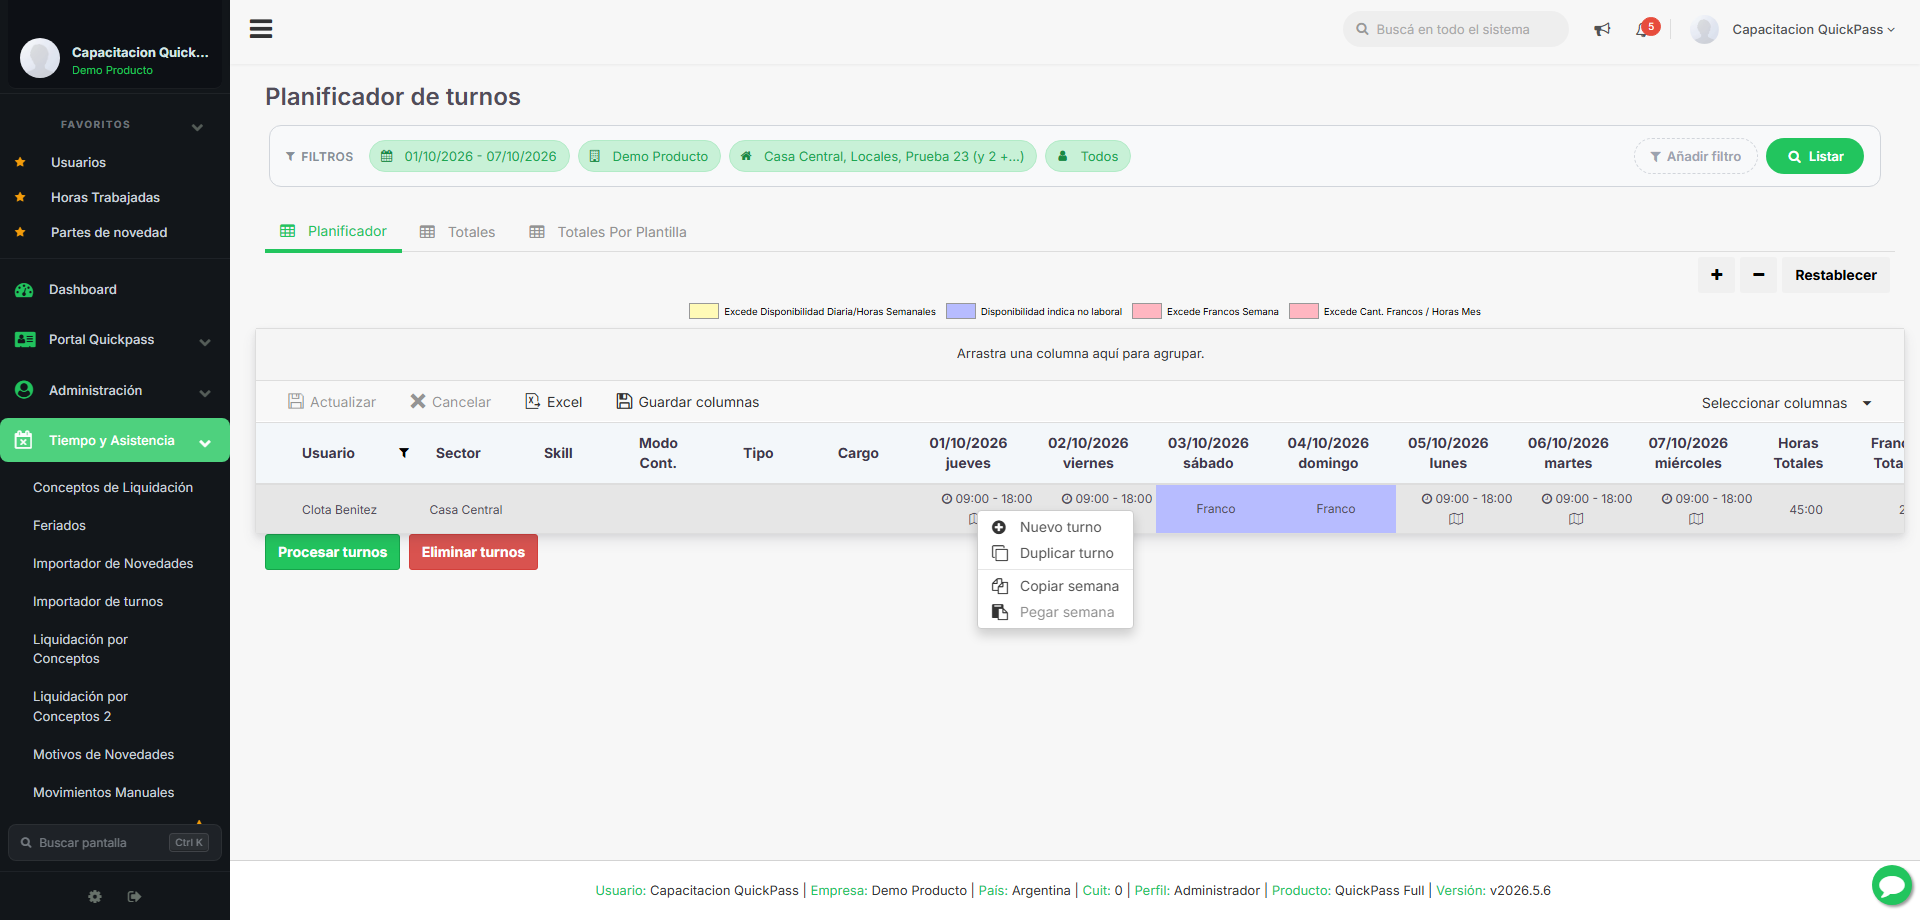 Capacitacion Quick...
Demo Producto
FAVORITOS
Usuarios
Horas Trabajadas
Partes de novedad
Dashboard
Portal Quickpass
Administración
Tiempo y Asistencia
Conceptos de Liquidación
Feriados
Importador de Novedades
Importador de turnos
Liquidación por
Conceptos
Liquidación por
Conceptos 2
Motivos de Novedades
Movimientos Manuales
Buscar pantalla Ctrl K
Buscá en todo el sistema 5 Capacitacion QuickPass
Planificador de turnos
FILTROS 01/10/2026 - 07/10/2026 Demo Producto Casa Central, Locales, Prueba 23 (y 2 +...) Todos Añadir filtro Listar
Planificador Totales Totales Por Plantilla
+ - Restablecer
Excede Disponibilidad Diaria/Horas Semanales Disponibilidad indica no laboral Excede Francos Semana Excede Cant. Francos / Horas Mes
Arrastra una columna aquí para agrupar.
Actualizar Cancelar Excel Guardar columnas Seleccionar columnas
Usuario Sector Skill Modo Cont. Tipo Cargo 01/10/2026 jueves 02/10/2026 viernes 03/10/2026 sábado 04/10/2026 domingo 05/10/2026 lunes 06/10/2026 martes 07/10/2026 miércoles Horas Totales Franc Tota
Clota Benitez Casa Central 09:00 - 18:00 09:00 - 18:00 Franco Franco 09:00 - 18:00 09:00 - 18:00 09:00 - 18:00 45:00 2
Procesar turnos Eliminar turnos
Nuevo turno
Duplicar turno
Copiar semana
Pegar semana
Usuario: Capacitacion QuickPass | Empresa: Demo Producto | País: Argentina | Cuit: 0 | Perfil: Administrador | Producto: QuickPass Full | Versión: v2026.5.6